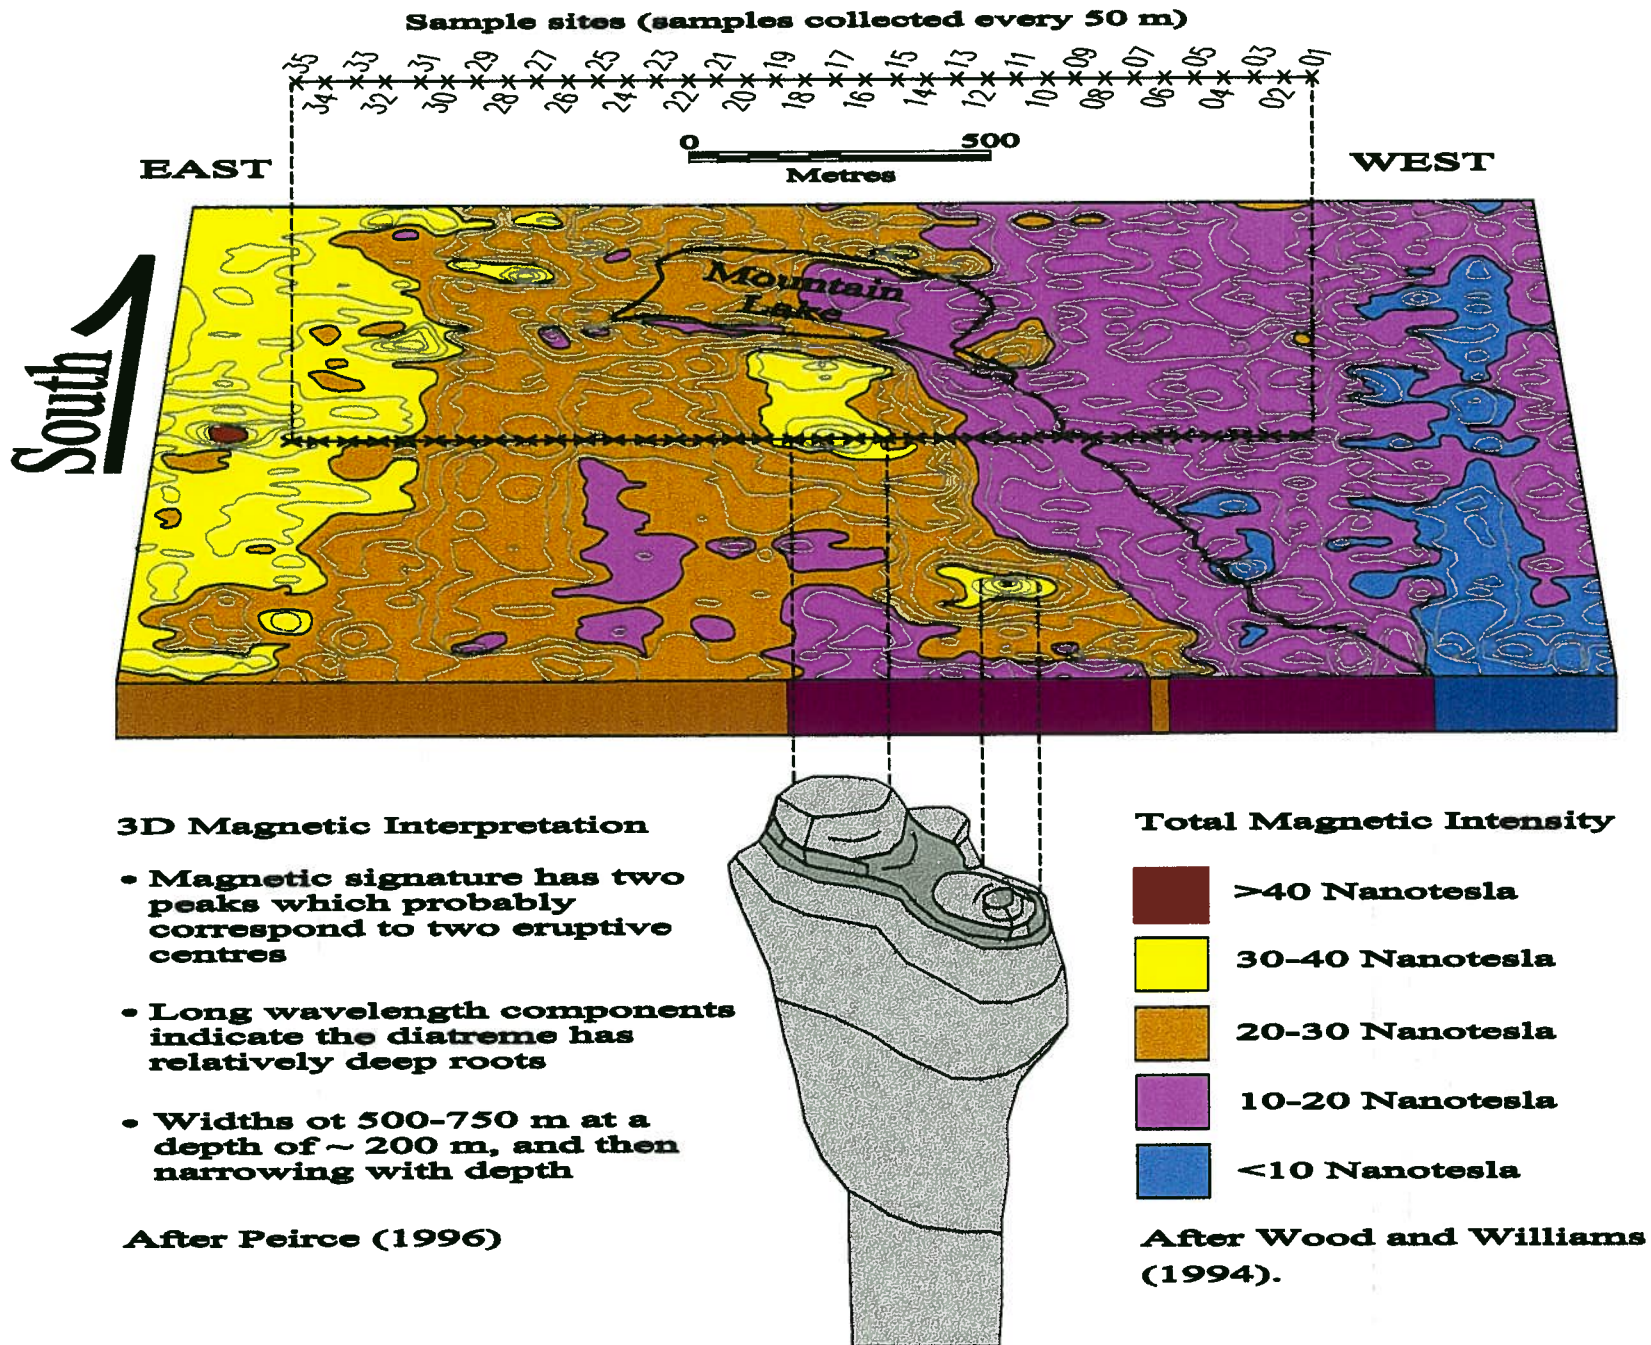 Sample sites (samples collected every 50 m)
35 33 31 29 27 25 23 21 19 17 15 13 11 09 07 05 03 01
34 32 30 28 26 24 22 20 18 16 14 12 10 08 06 04 02
0 500
Metres
EAST
WEST
South
Mountain
Lake
3D Magnetic Interpretation
• Magnetic signature has two
peaks which probably
correspond to two eruptive
centres
• Long wavelength components
indicate the diatreme has
relatively deep roots
• Widths ot 500-750 m at a
depth of ~ 200 m, and then
narrowing with depth
After Peirce (1996)
Total Magnetic Intensity
>40 Nanotesla
30-40 Nanotesla
20-30 Nanotesla
10-20 Nanotesla
<10 Nanotesla
After Wood and Williams
(1994).